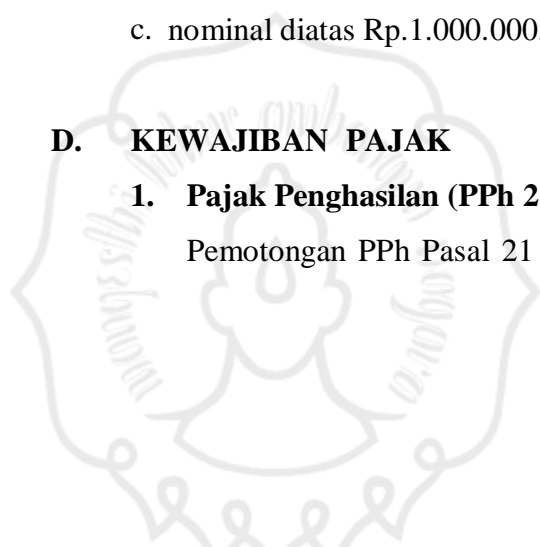 c. nominal diatas Rp.1.000.000
D. KEWAJIBAN PAJAK
1. Pajak Penghasilan (PPh 2
Pemotongan PPh Pasal 21